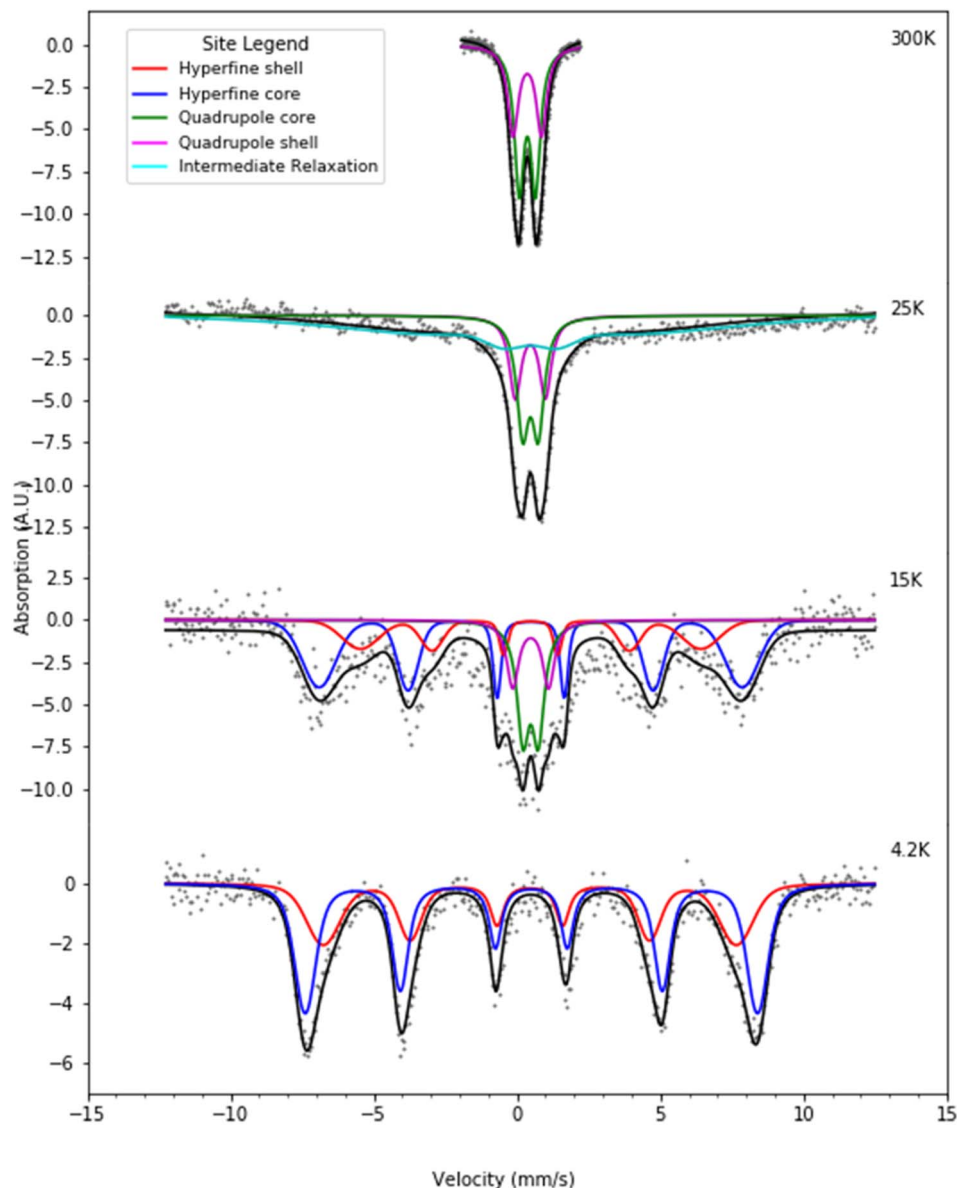 Site Legend
Hyperfine shell
Hyperfine core
Quadrupole core
Quadrupole shell
Intermediate Relaxation
300K
0.0
−2.5
−5.0
−7.5
−10.0
−12.5
25K
0.0
−2.5
−5.0
−7.5
−10.0
−12.5
Absorption (A.U.)
15K
2.5
0.0
−2.5
−5.0
−7.5
−10.0
4.2K
0
−2
−4
−6
−15 −10 −5 0 5 10 15
Velocity (mm/s)